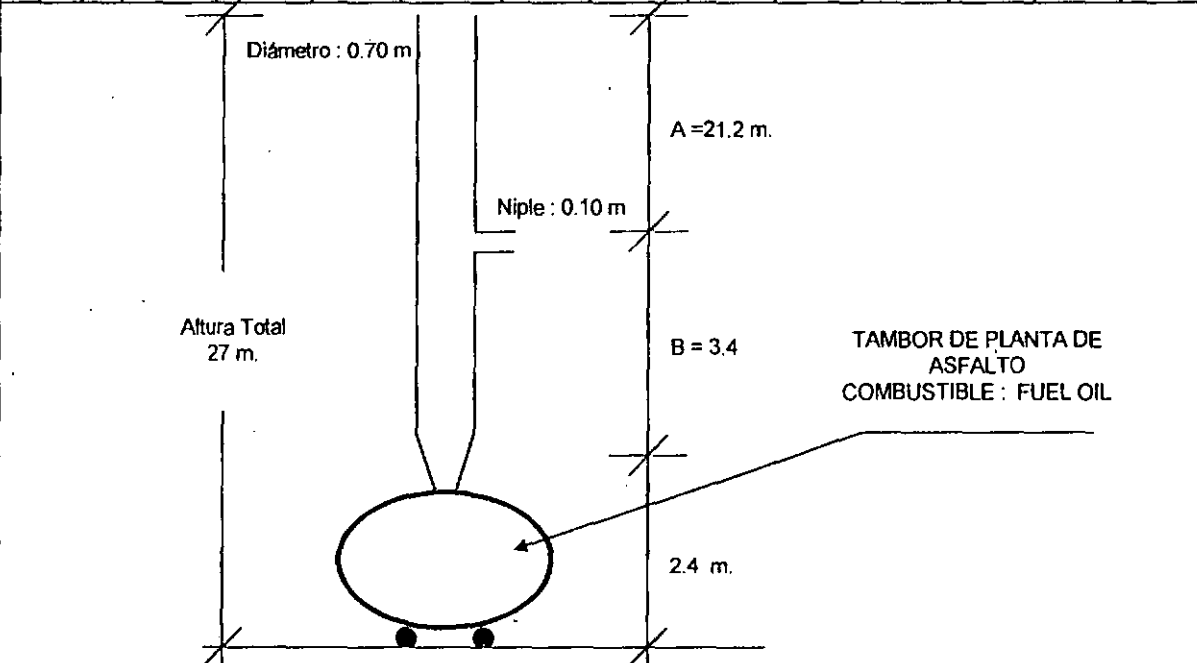 Diámetro : 0.70 m
A =21.2 m.
Niple : 0.10 m
Altura Total
27 m.
B = 3.4
TAMBOR DE PLANTA DE
ASFALTO
COMBUSTIBLE : FUEL OIL
2.4 m.